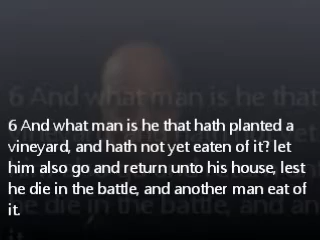 6 And what man is he that hath planted a
vineyard, and hath not yet eaten of it? let
him also go and return unto his house, lest
he die in the battle, and another man eat of
it.